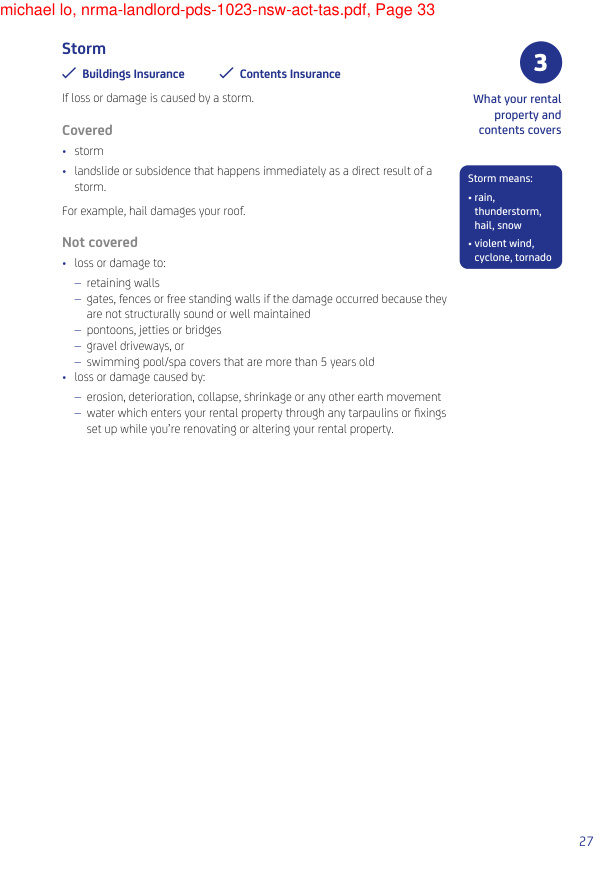 michael lo, nrma-landlord-pds-1023-nsw-act-tas.pdf, Page 33
Storm
Buildings Insurance
Contents Insurance
If loss or damage is caused by a storm.
Covered
• storm
• landslide or subsidence that happens immediately as a direct result of a
storm.
For example, hail damages your roof.
Not covered
• loss or damage to:
– retaining walls
– gates, fences or free standing walls if the damage occurred because they
are not structurally sound or well maintained
– pontoons, jetties or bridges
– gravel driveways, or
– swimming pool/spa covers that are more than 5 years old
• loss or damage caused by:
– erosion, deterioration, collapse, shrinkage or any other earth movement
– water which enters your rental property through any tarpaulins or fixings
set up while you’re renovating or altering your rental property.
3
What your rental
property and
contents covers
Storm means:
• rain,
thunderstorm,
hail, snow
• violent wind,
cyclone, tornado
27